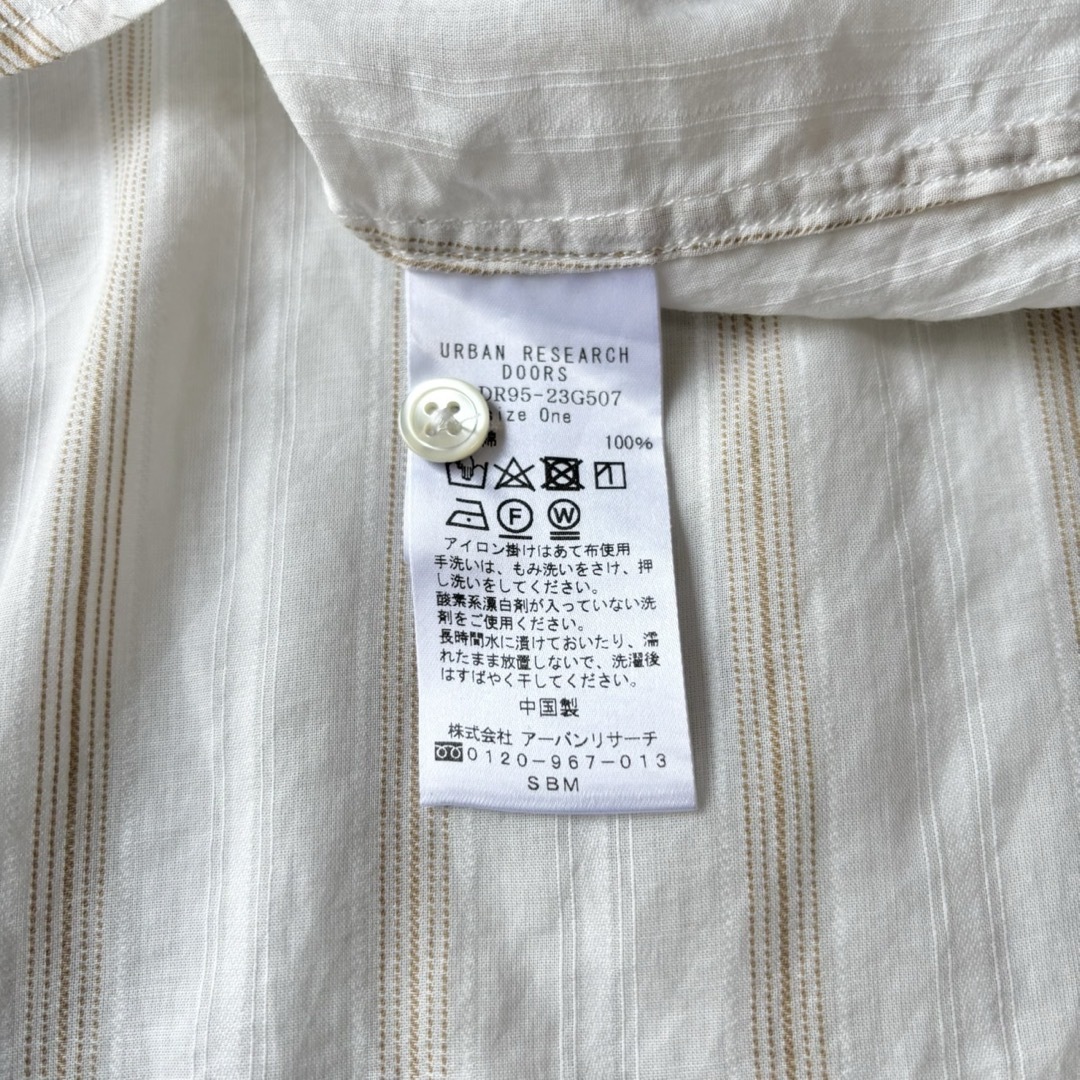 URBAN RESEARCH
DOORS
DR95-23G507
size One
綿 100%
F W
アイロン掛けはあて布使用
手洗いは、もみ洗いをさけ、押
し洗いをしてください。
酸素系漂白剤が入っていない洗
剤をご使用ください。
長時間水に漬けておいたり、濡
れたまま放置しないで、洗濯後
はすばやく干してください。
中国製
株式会社 アーバンリサーチ
0120-967-013
SBM